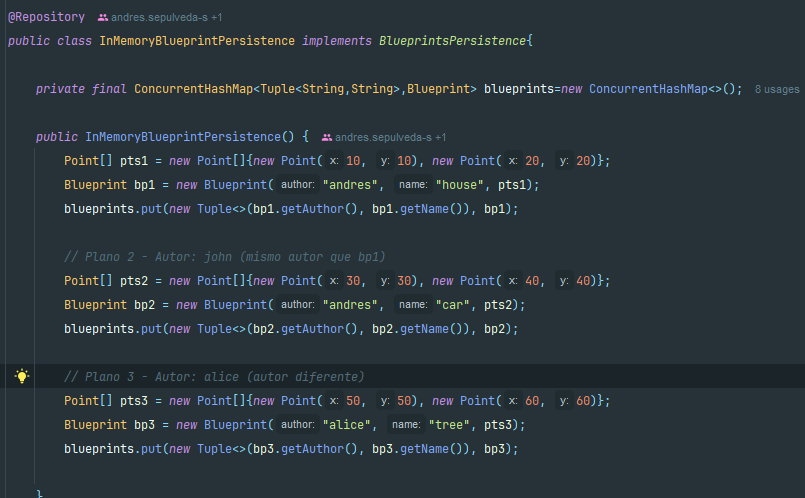 @Repository andres.sepulveda-s +1
public class InMemoryBlueprintPersistence implements BlueprintsPersistence{
private final ConcurrentHashMap<Tuple<String,String>,Blueprint> blueprints=new ConcurrentHashMap<>(); 8 usages
public InMemoryBlueprintPersistence() { andres.sepulveda-s +1
Point[] pts1 = new Point[]{new Point( x: 10, y: 10), new Point( x: 20, y: 20)};
Blueprint bp1 = new Blueprint( author: "andres", name: "house", pts1);
blueprints.put(new Tuple<>(bp1.getAuthor(), bp1.getName()), bp1);
// Plano 2 - Autor: john (mismo autor que bp1)
Point[] pts2 = new Point[]{new Point( x: 30, y: 30), new Point( x: 40, y: 40)};
Blueprint bp2 = new Blueprint( author: "andres", name: "car", pts2);
blueprints.put(new Tuple<>(bp2.getAuthor(), bp2.getName()), bp2);
// Plano 3 - Autor: alice (autor diferente)
Point[] pts3 = new Point[]{new Point( x: 50, y: 50), new Point( x: 60, y: 60)};
Blueprint bp3 = new Blueprint( author: "alice", name: "tree", pts3);
blueprints.put(new Tuple<>(bp3.getAuthor(), bp3.getName()), bp3);
}